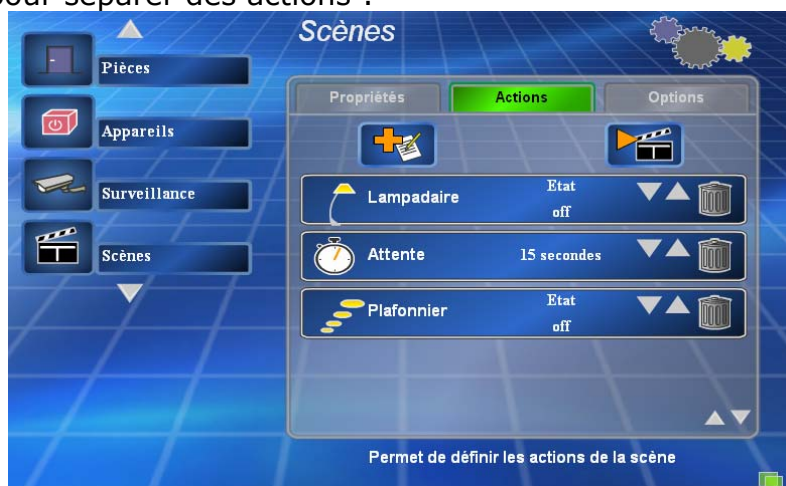 pour séparer des actions :
Scènes
Pièces
Appareils
Surveillance
Scènes
Propriétés Actions Options
Lampadaire Etat off
Attente 15 secondes
Plafonnier Etat off
Permet de définir les actions de la scène